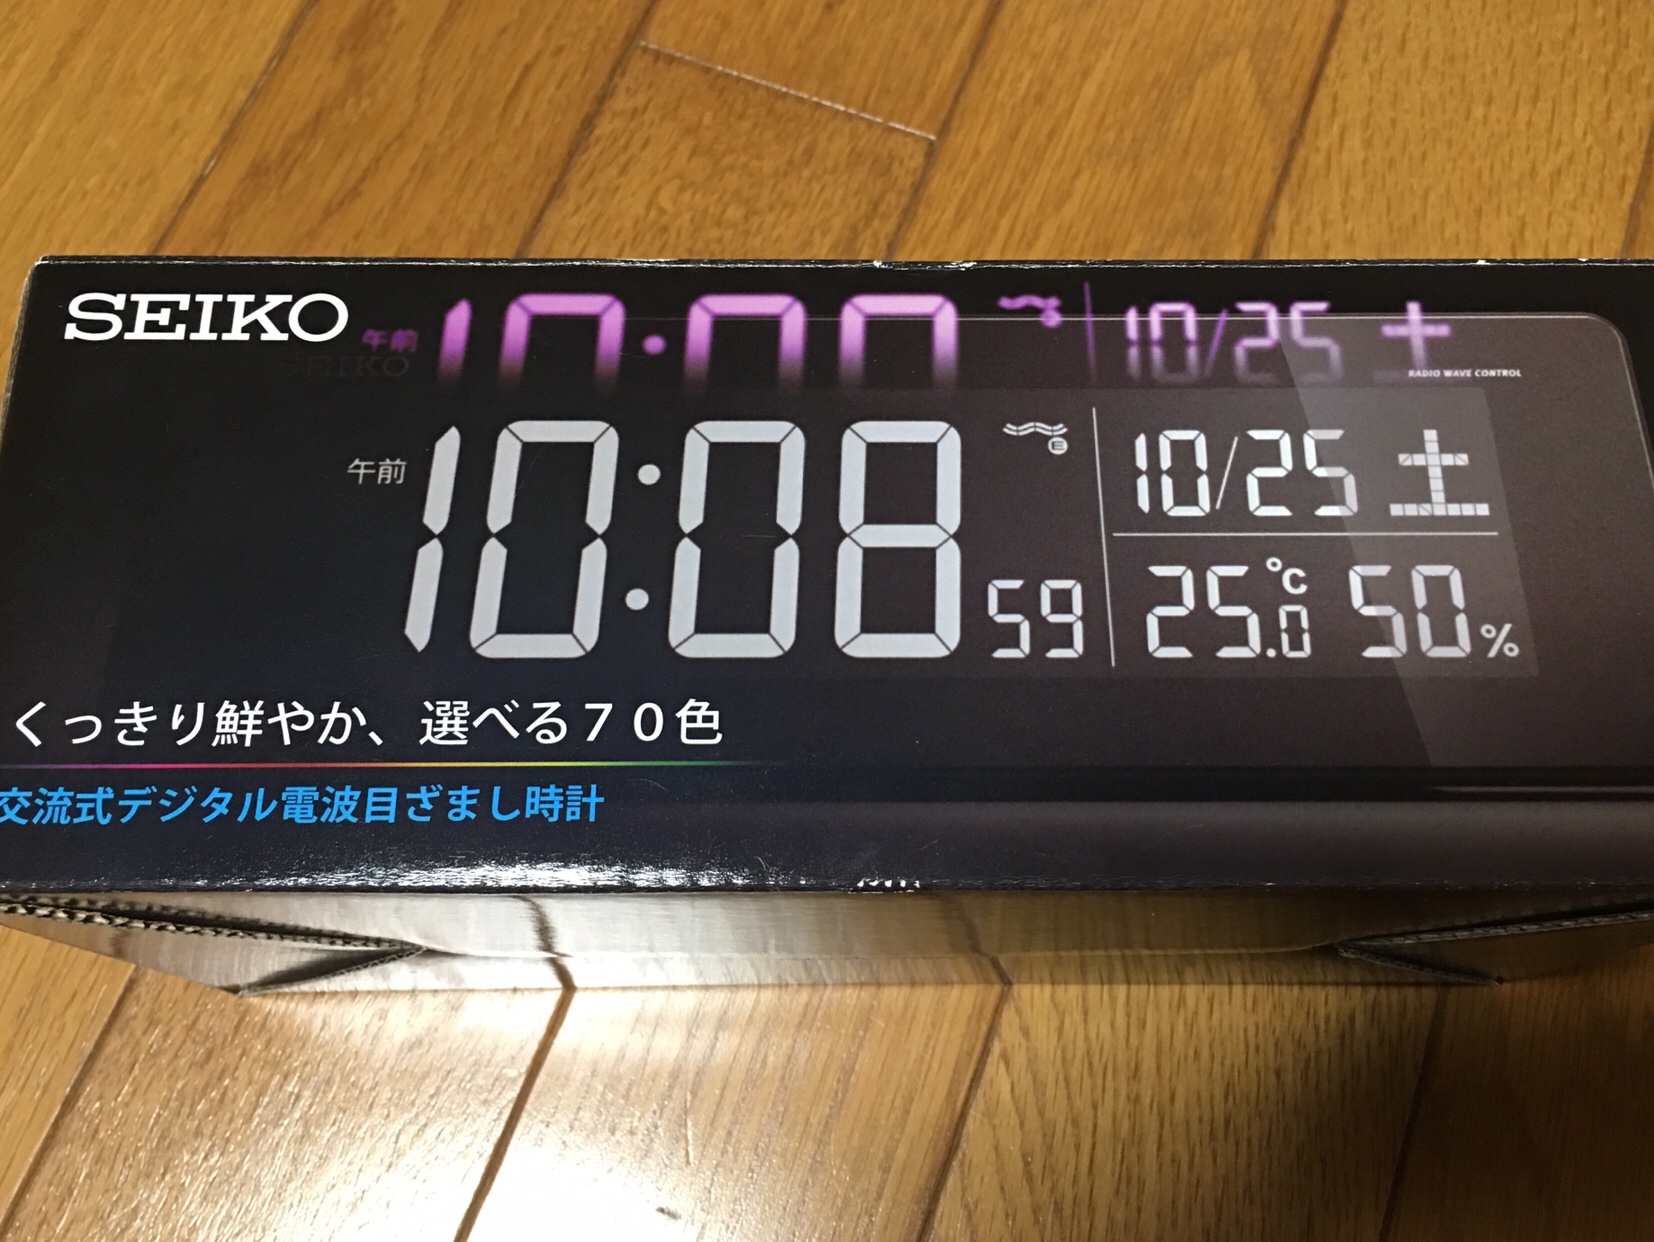 SEIKO
午前 10:08 10/25 土
SEIKO
RADIO WAVE CONTROL
午前 10:08 59
E
10/25 土
25.0℃ 50%
くっきり鮮やか、選べる70色
交流式デジタル電波目ざまし時計